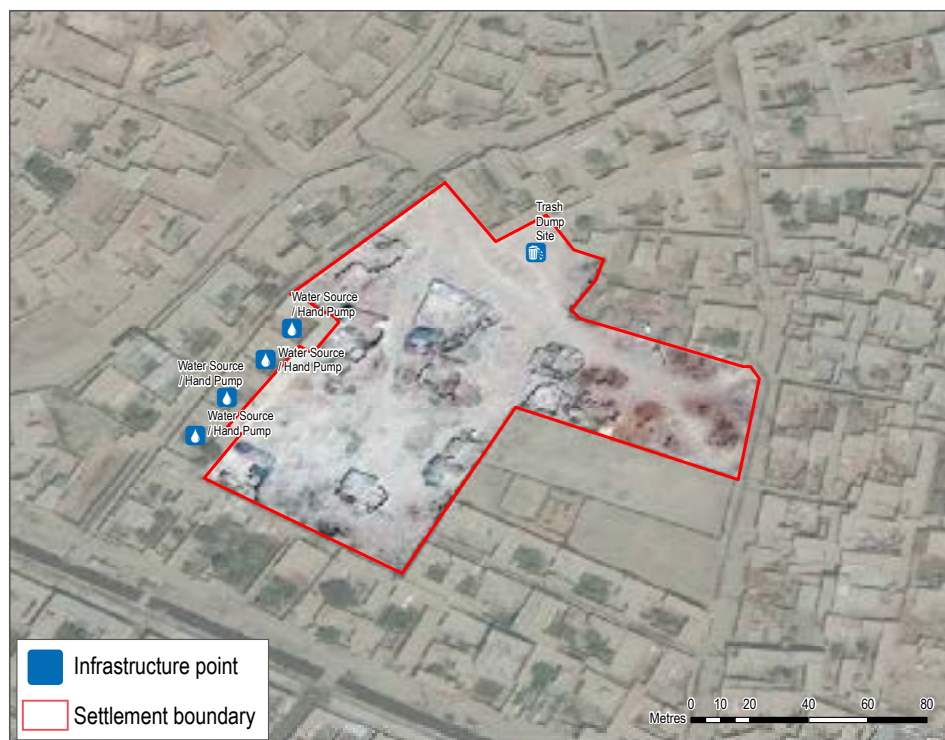 Trash
Dump
Site
Water Source
/ Hand Pump
Water Source
/ Hand Pump
Water Source
/ Hand Pump
Water Source
/ Hand Pump
Infrastructure point
Settlement boundary
Metres
0 10 20 40 60 80